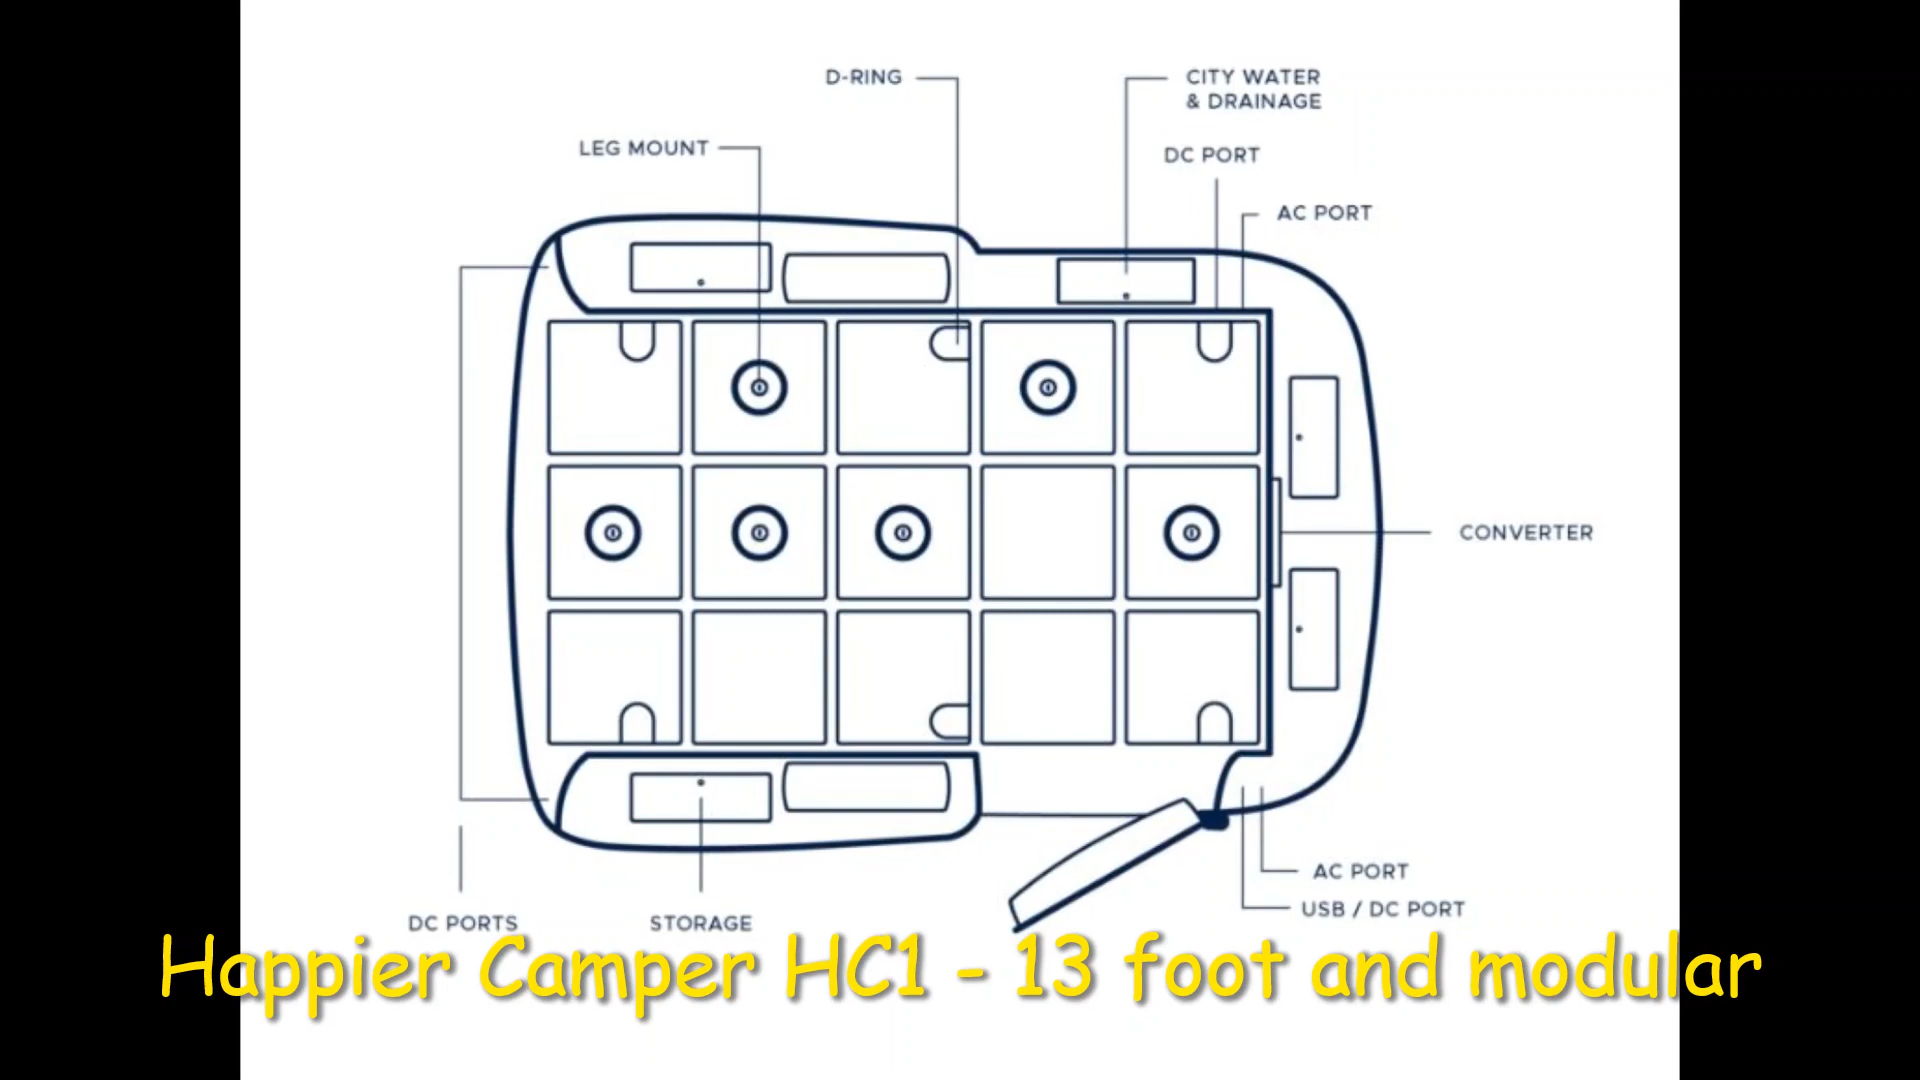 D-RING
CITY WATER
& DRAINAGE
LEG MOUNT
DC PORT
AC PORT
CONVERTER
AC PORT
USB / DC PORT
DC PORTS
STORAGE
Happier Camper HC1 - 13 foot and modular